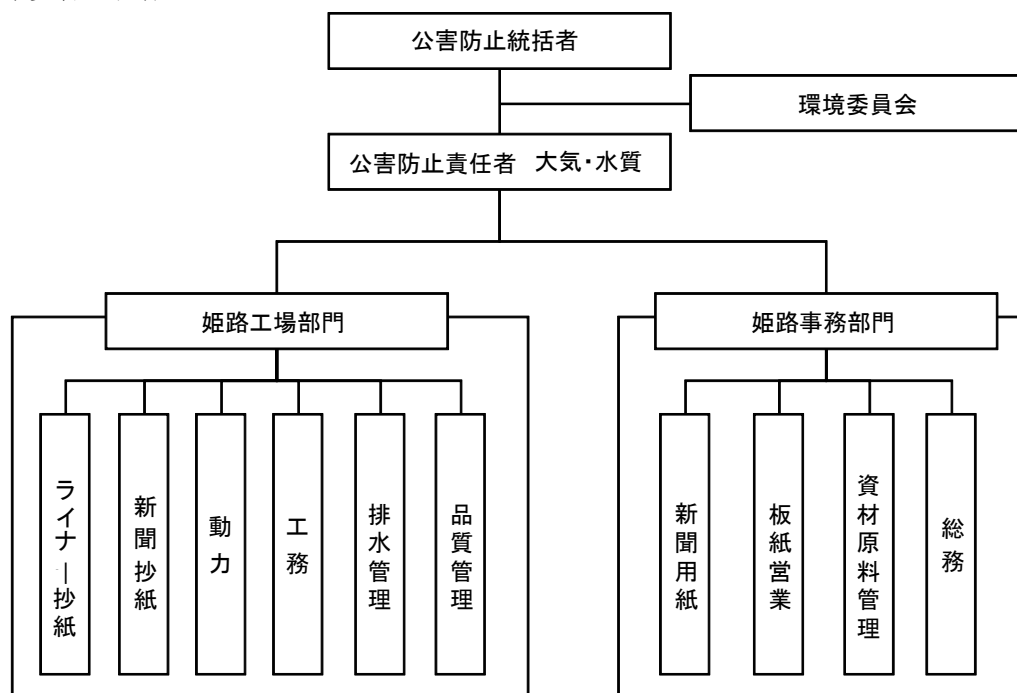 公害防止統括者
環境委員会
公害防止責任者 大気・水質
姫路工場部門
姫路事務部門
ライナー抄紙
新聞抄紙
動力
工務
排水管理
品質管理
新聞用紙
板紙営業
資材原料管理
総務